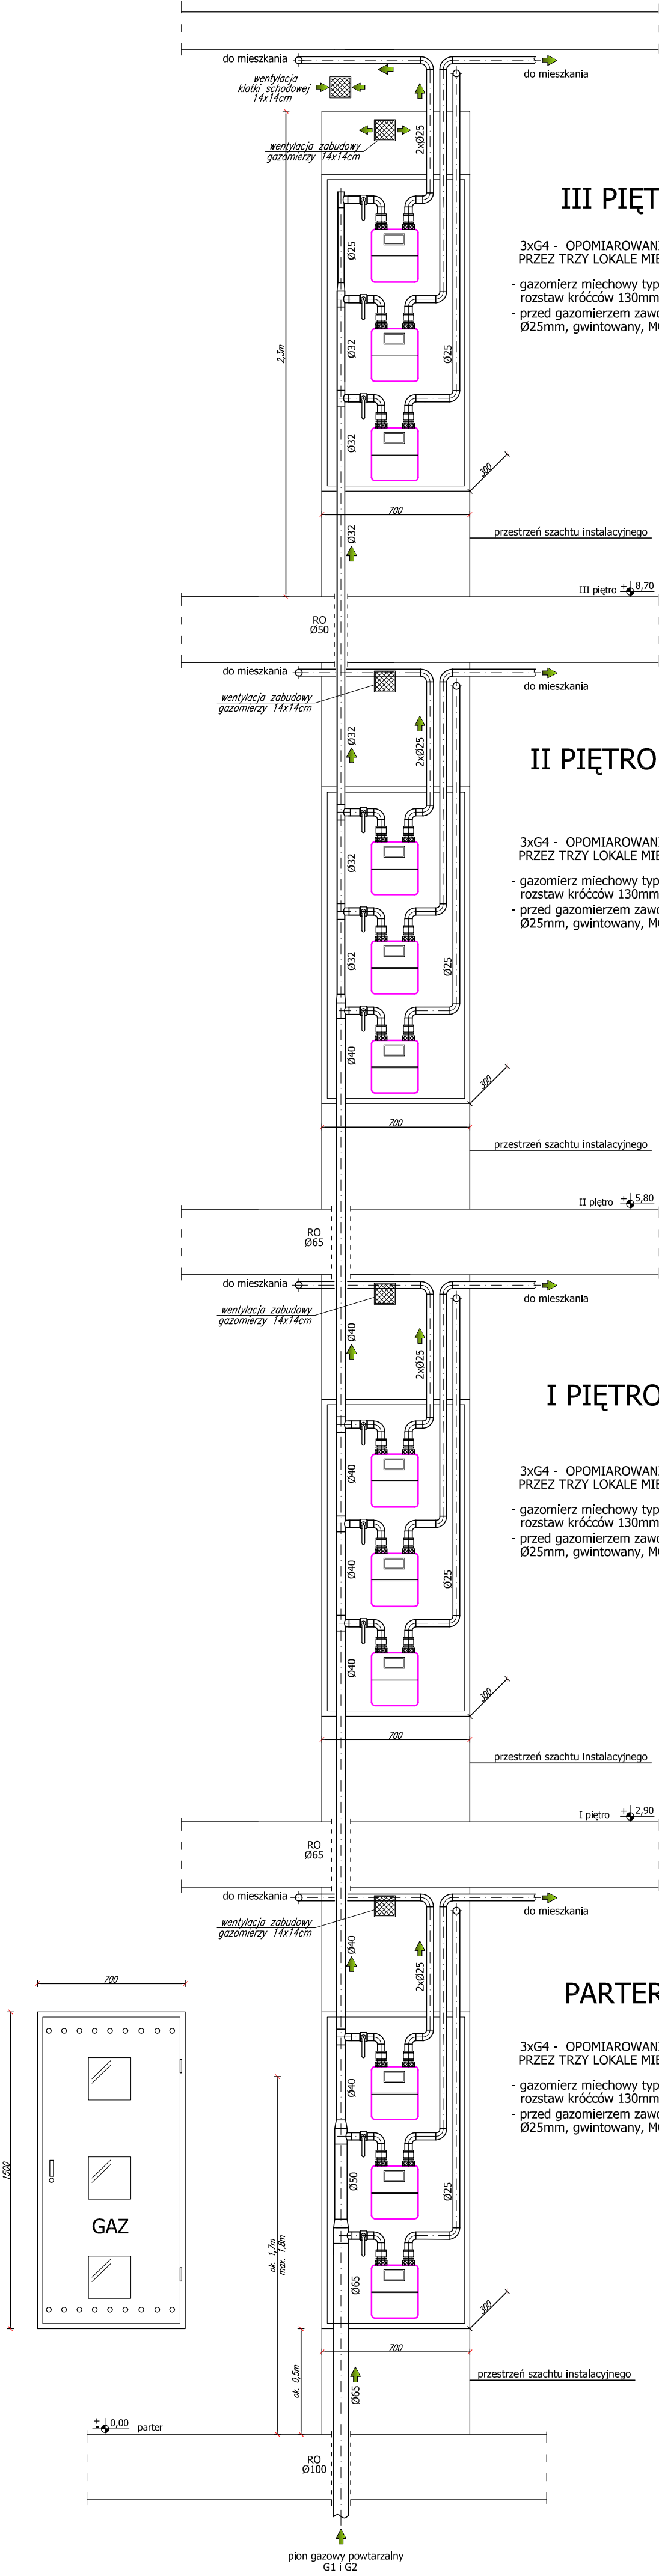 do mieszkania
do mieszkania
wentylacja
klatki schodowej
14x14cm
wentylacja zabudowy
gazomierzy 14x14cm
2xØ25
III PIĘT
3xG4 - OPOMIAROWAN
PRZEZ TRZY LOKALE MIE
- gazomierz miechowy typ
rozstaw króćców 130mm
- przed gazomierzem zawo
Ø25mm, gwintowany, M
Ø25
Ø32
Ø32
Ø25
2,3m
300
700
przestrzeń szachtu instalacyjnego
Ø32
III piętro
+ 8,70
RO
Ø50
do mieszkania
do mieszkania
wentylacja zabudowy
gazomierzy 14x14cm
Ø32
2xØ25
II PIĘTRO
3xG4 - OPOMIAROWAN
PRZEZ TRZY LOKALE MIE
- gazomierz miechowy typ
rozstaw króćców 130mm
- przed gazomierzem zawo
Ø25mm, gwintowany, M
Ø32
Ø32
Ø25
Ø40
300
700
przestrzeń szachtu instalacyjnego
II piętro
+ 5,80
RO
Ø65
do mieszkania
do mieszkania
wentylacja zabudowy
gazomierzy 14x14cm
Ø40
2xØ25
I PIĘTRO
3xG4 - OPOMIAROWAN
PRZEZ TRZY LOKALE MIE
- gazomierz miechowy typ
rozstaw króćców 130mm
- przed gazomierzem zawo
Ø25mm, gwintowany, M
Ø40
Ø40
Ø25
Ø40
300
700
przestrzeń szachtu instalacyjnego
I piętro
+ 2,90
RO
Ø65
do mieszkania
do mieszkania
wentylacja zabudowy
gazomierzy 14x14cm
Ø40
2xØ25
PARTER
3xG4 - OPOMIAROWAN
PRZEZ TRZY LOKALE MIE
- gazomierz miechowy typ
rozstaw króćców 130mm
- przed gazomierzem zawo
Ø25mm, gwintowany, M
700
1500
GAZ
Ø40
Ø50
Ø25
Ø65
ok. 1,7m
max. 1,8m
ok. 0,5m
300
700
przestrzeń szachtu instalacyjnego
Ø65
± 0,00 parter
RO
Ø100
pion gazowy powtarzalny
G1 i G2